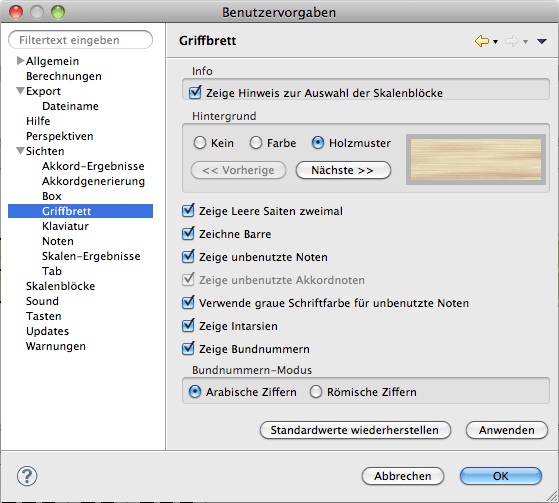 Benutzervorgaben
Filtertext eingeben
Allgemein
Berechnungen
Export
Dateiname
Hilfe
Perspektiven
Sichten
Akkord-Ergebnisse
Akkordgenerierung
Box
Griffbrett
Klaviatur
Noten
Skalen-Ergebnisse
Tab
Skalenblöcke
Sound
Tasten
Updates
Warnungen
Griffbrett
Info
Zeige Hinweis zur Auswahl der Skalenblöcke
Hintergrund
Kein Farbe Holzmuster
<< Vorherige Nächste >>
Zeige Leere Saiten zweimal
Zeichne Barre
Zeige unbenutzte Noten
Zeige unbenutzte Akkordnoten
Verwende graue Schriftfarbe für unbenutzte Noten
Zeige Intarsien
Zeige Bundnummern
Bundnummern-Modus
Arabische Ziffern Römische Ziffern
Standardwerte wiederherstellen Anwenden
? Abbrechen OK